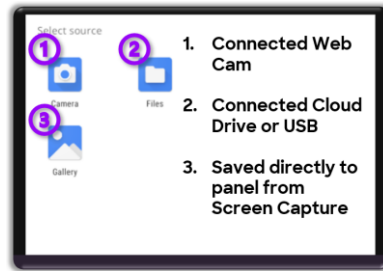 Select source
1
2
Camera
Files
3
Gallery
1. Connected Web
Cam
2. Connected Cloud
Drive or USB
3. Saved directly to
panel from
Screen Capture